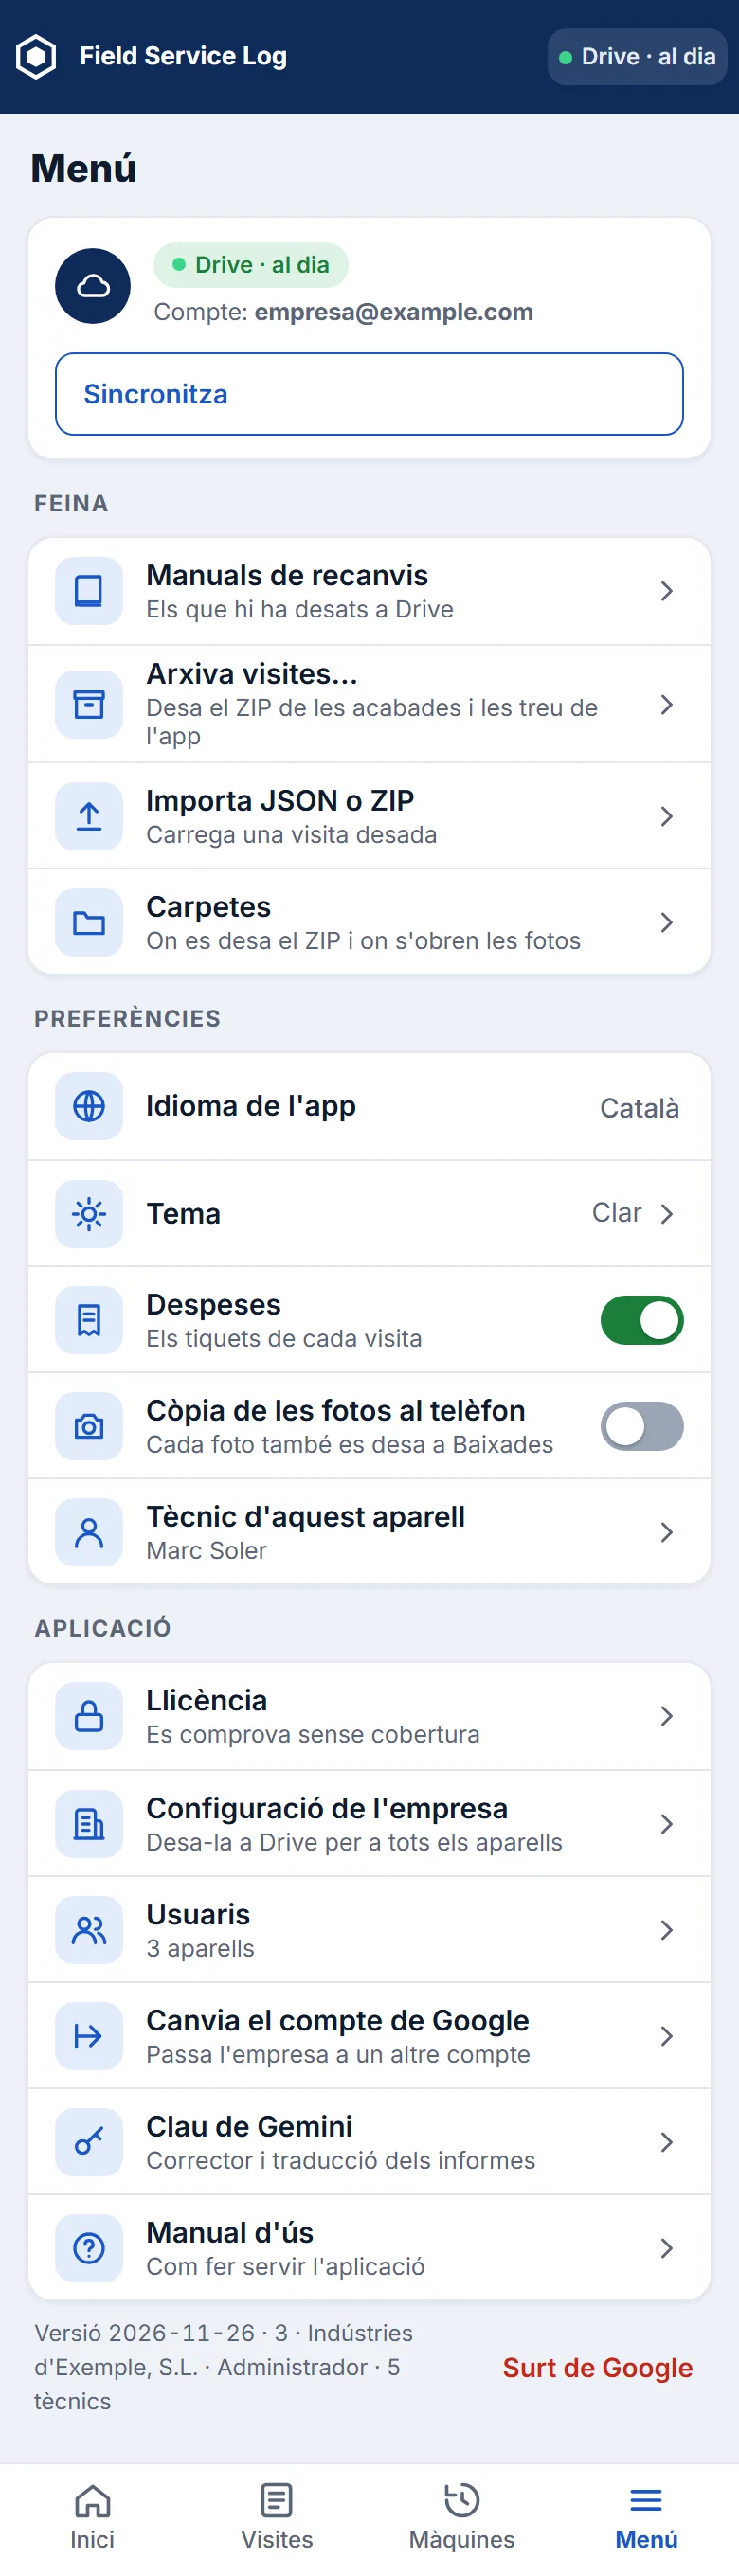 Field Service Log
Drive · al dia
Menú
Drive · al dia
Compte: empresa@example.com
Sincronitza
FEINA
Manuals de recanvis
Els que hi ha desats a Drive
Arxiva visites...
Desa el ZIP de les acabades i les treu de
l'app
Importa JSON o ZIP
Carrega una visita desada
Carpetes
On es desa el ZIP i on s'obren les fotos
PREFERÈNCIES
Idioma de l'app
Català
Tema
Clar
Despeses
Els tiquets de cada visita
Còpia de les fotos al telèfon
Cada foto també es desa a Baixades
Tècnic d'aquest aparell
Marc Soler
APLICACIÓ
Llicència
Es comprova sense cobertura
Configuració de l'empresa
Desa-la a Drive per a tots els aparells
Usuaris
3 aparells
Canvia el compte de Google
Passa l'empresa a un altre compte
Clau de Gemini
Corrector i traducció dels informes
Manual d'ús
Com fer servir l'aplicació
Versió 2026-11-26 · 3 · Indústries
d'Exemple, S.L. · Administrador · 5
tècnics
Surt de Google
Inici
Visites
Màquines
Menú